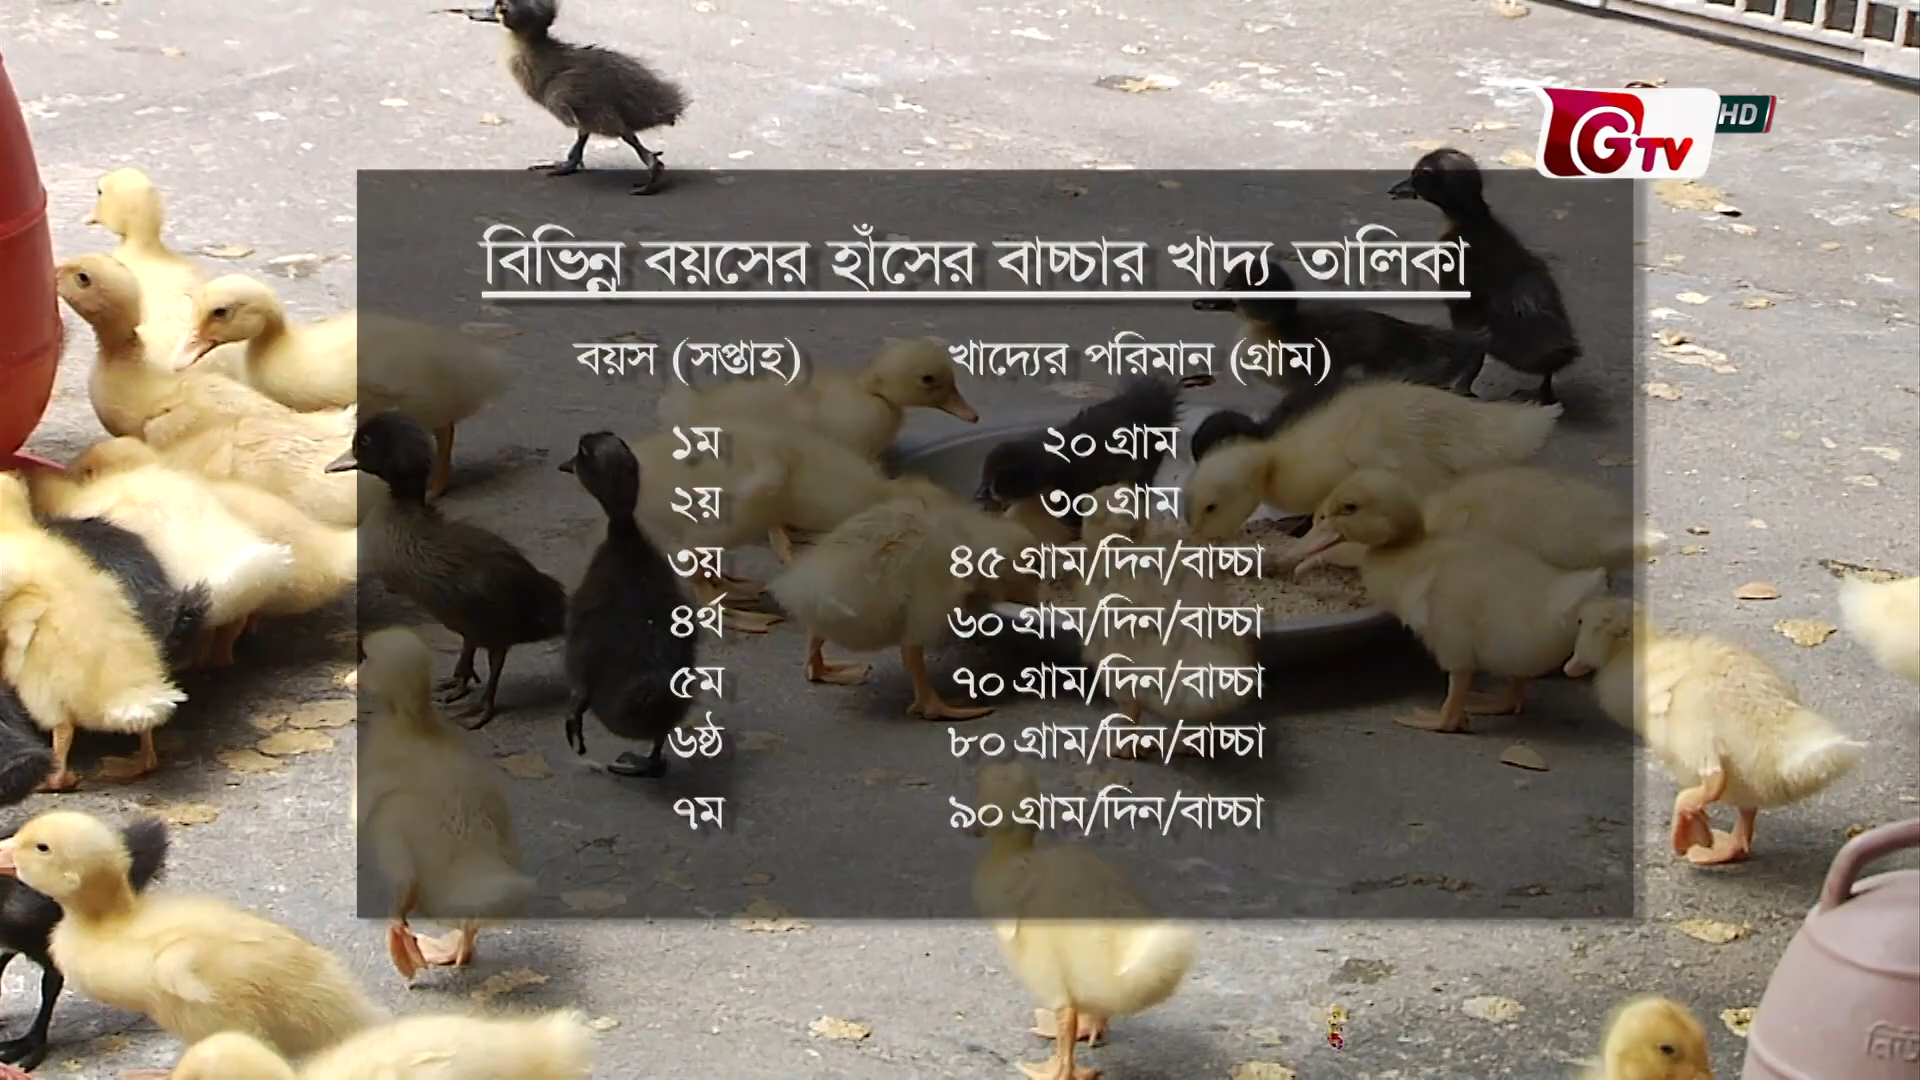 GTV HD
বিভিন্ন বয়সের হাঁসের বাচ্চার খাদ্য তালিকা
বয়স (সপ্তাহ) খাদ্যের পরিমান (গ্রাম)
১ম ২০ গ্রাম
২য় ৩০ গ্রাম
৩য় ৪৫ গ্রাম/দিন/বাচ্চা
৪র্থ ৬০ গ্রাম/দিন/বাচ্চা
৫ম ৭০ গ্রাম/দিন/বাচ্চা
৬ষ্ঠ ৮০ গ্রাম/দিন/বাচ্চা
৭ম ৯০ গ্রাম/দিন/বাচ্চা